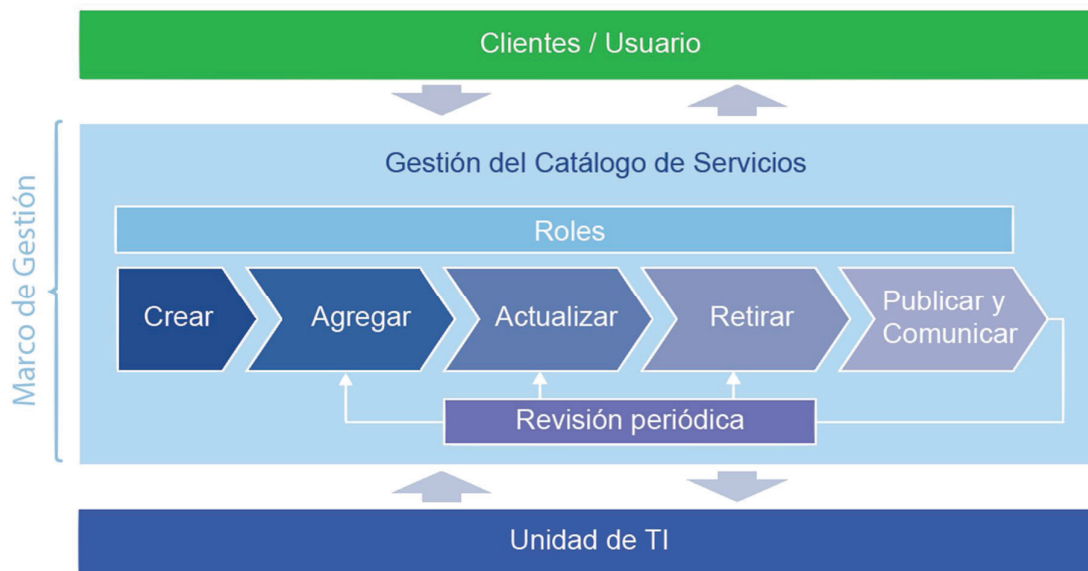 Clientes / Usuario
Marco de Gestión
Gestión del Catálogo de Servicios
Roles
Crear
Agregar
Actualizar
Retirar
Publicar y
Comunicar
Revisión periódica
Unidad de TI